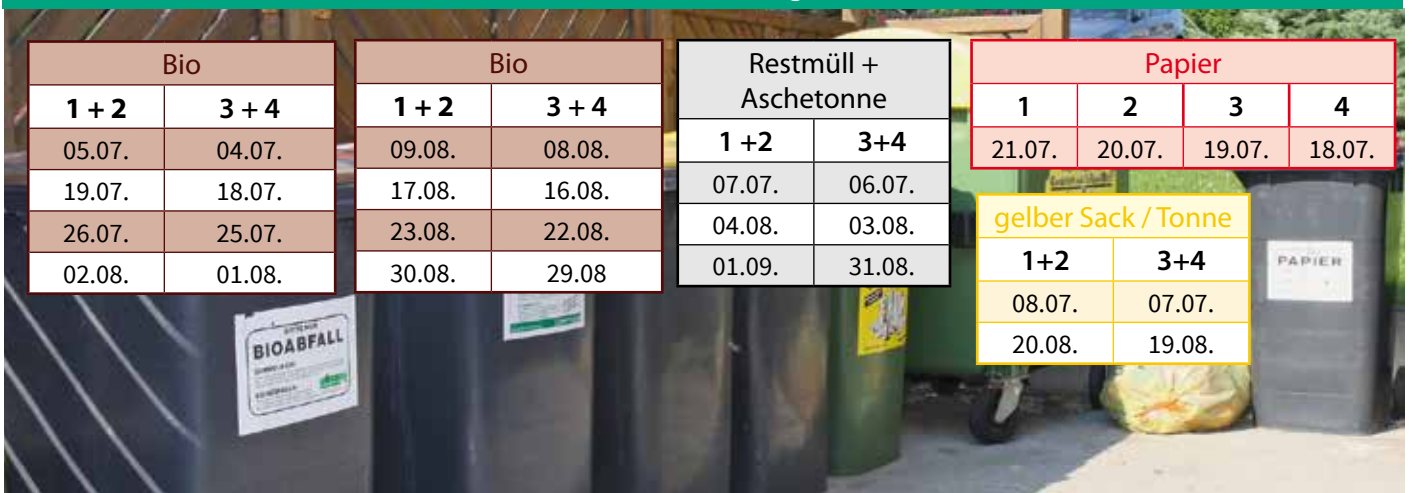 Bio
1 + 2 3 + 4
05.07. 04.07.
19.07. 18.07.
26.07. 25.07.
02.08. 01.08.
Bio
1 + 2 3 + 4
09.08. 08.08.
17.08. 16.08.
23.08. 22.08.
30.08. 29.08
Restmüll +
Aschetonne
1 +2 3+4
07.07. 06.07.
04.08. 03.08.
01.09. 31.08.
Papier
1 2 3 4
21.07. 20.07. 19.07. 18.07.
gelber Sack / Tonne
1+2 3+4
08.07. 07.07.
20.08. 19.08.
BIOABFALL
PAPIER